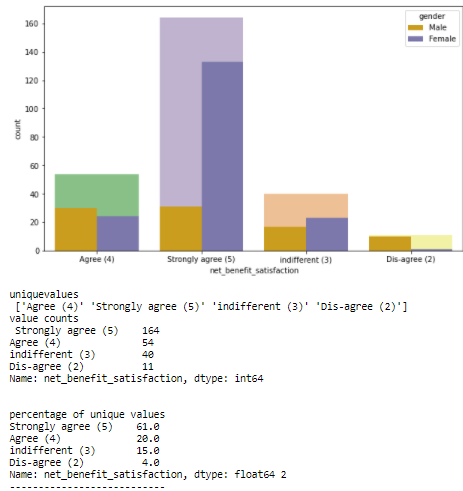 160
140
120
100
80
60
40
20
0
count
gender
Male
Female
Agree (4) Strongly agree (5) indifferent (3) Dis-agree (2)
net_benefit_satisfaction
uniquevalues
['Agree (4)' 'Strongly agree (5)' 'indifferent (3)' 'Dis-agree (2)']
value counts
Strongly agree (5) 164
Agree (4) 54
indifferent (3) 40
Dis-agree (2) 11
Name: net_benefit_satisfaction, dtype: int64
percentage of unique values
Strongly agree (5) 61.0
Agree (4) 20.0
indifferent (3) 15.0
Dis-agree (2) 4.0
Name: net_benefit_satisfaction, dtype: float64 2
---------------------------